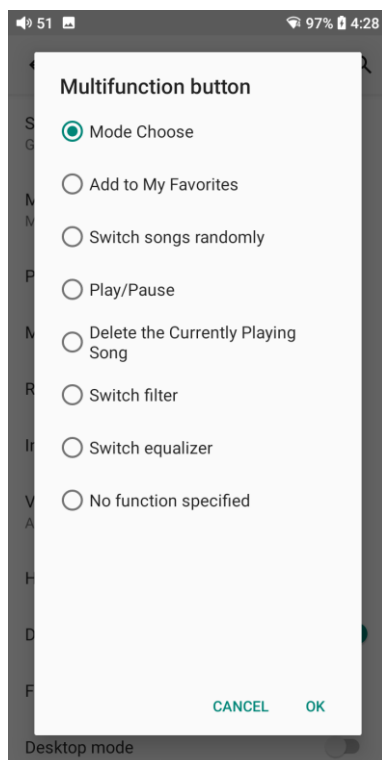 51 97% 4:28
Multifunction button
Mode Choose
Add to My Favorites
Switch songs randomly
Play/Pause
Delete the Currently Playing
Song
Switch filter
Switch equalizer
No function specified
CANCEL OK
Desktop mode